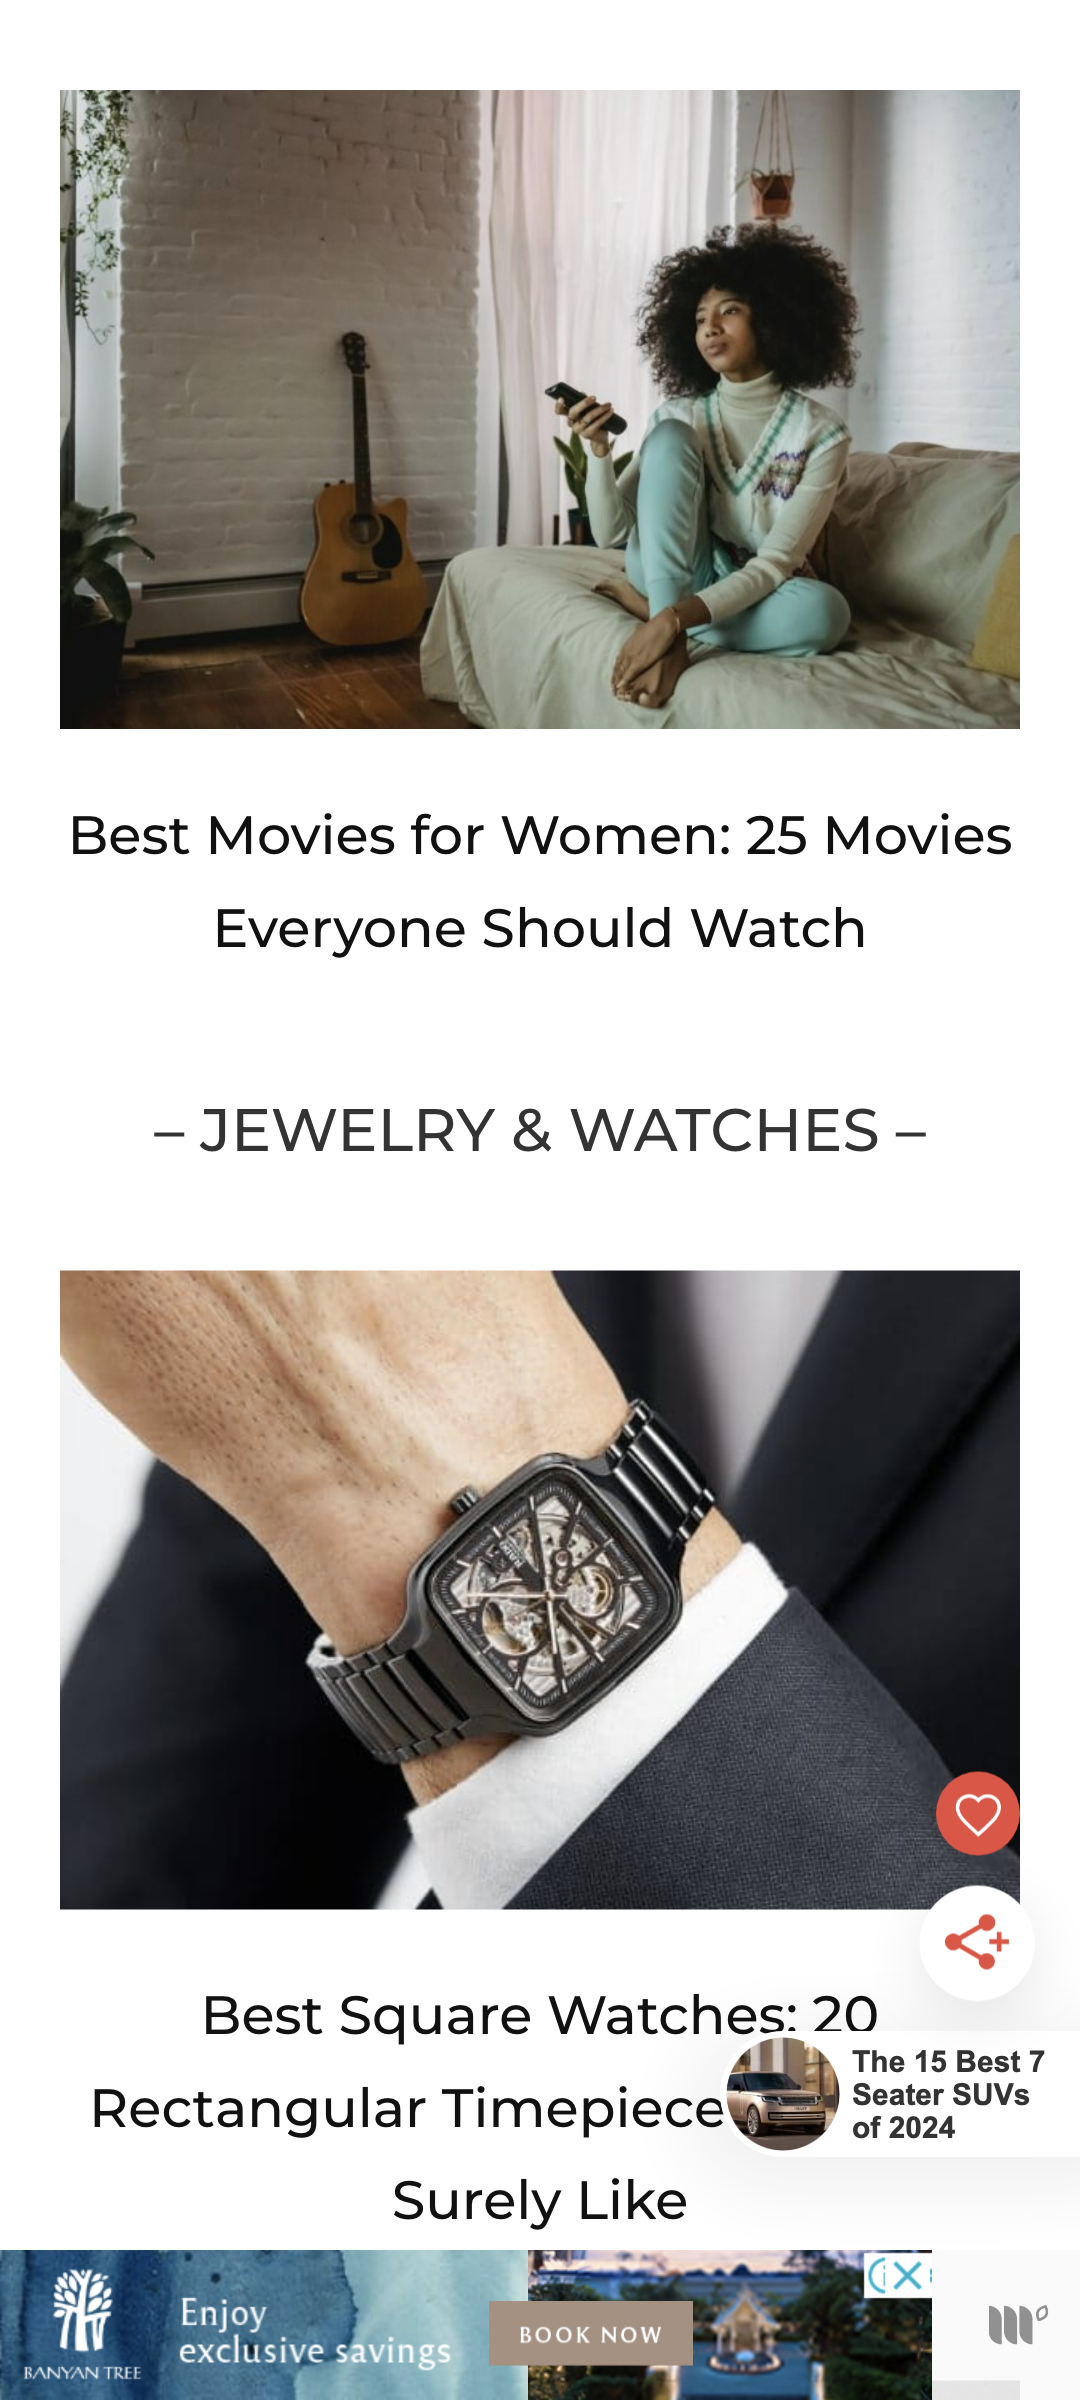 Best Movies for Women: 25 Movies
Everyone Should Watch
– JEWELRY & WATCHES –
RADO
Best Square Watches: 20
Rectangular Timepiece
Surely Like
The 15 Best 7
Seater SUVs
of 2024
BANYAN TREE
Enjoy
exclusive savings
BOOK NOW